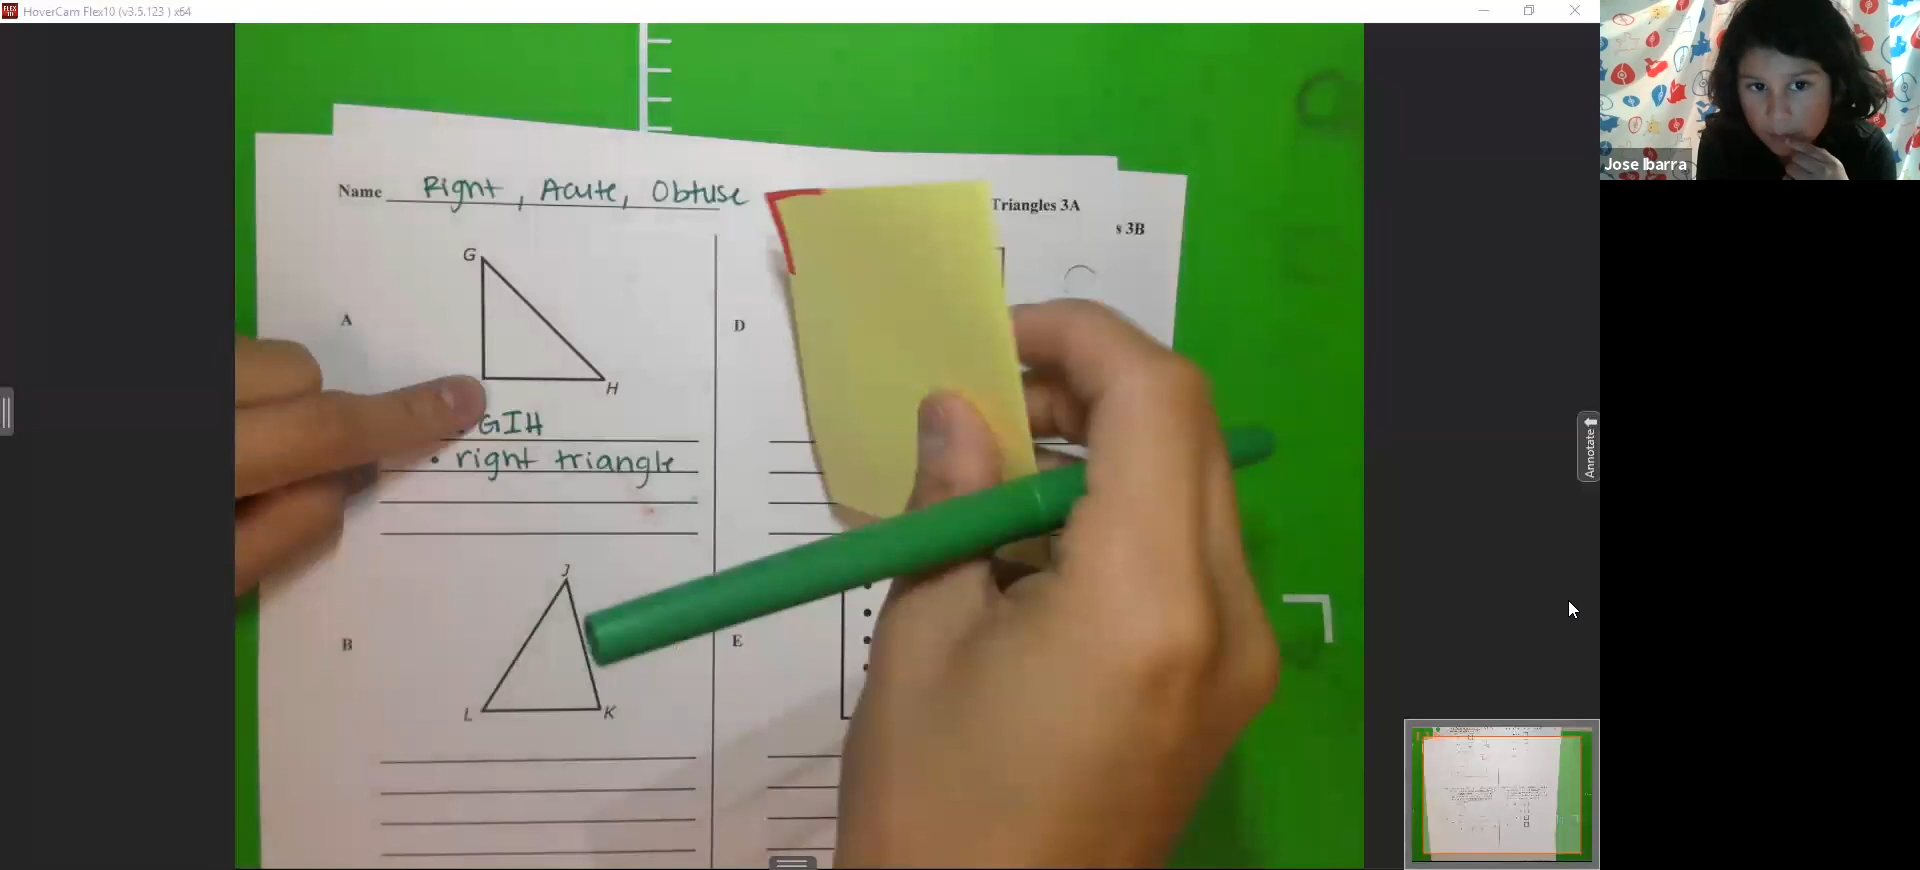 HoverCam Flex10 (v3.5.123 ) x64
Jose Ibarra
Name Right, Acute, Obtuse
Triangles 3A
s 3B
G
A
H
D
GIH
• right triangle
J
B
L
K
E
Annotate